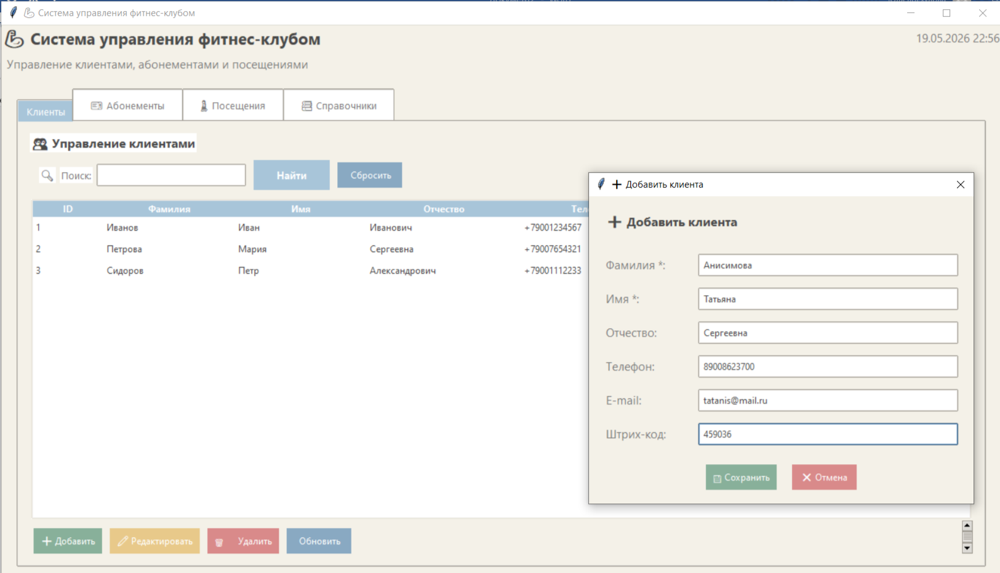 Система управления фитнес-клубом
Система управления фитнес-клубом
19.05.2026 22:56
Управление клиентами, абонементами и посещениями
Клиенты
Абонементы
Посещения
Справочники
Управление клиентами
Поиск:
Найти
Сбросить
ID Фамилия Имя Отчество
1 Иванов Иван Иванович +79001234567
2 Петрова Мария Сергеевна +79007654321
3 Сидоров Петр Александрович +79001112233
Добавить
Редактировать
Удалить
Обновить
Добавить клиента
Добавить клиента
Фамилия *: Анисимова
Имя *: Татьяна
Отчество: Сергеевна
Телефон: 89008623700
E-mail: tatanis@mail.ru
Штрих-код: 459036
Сохранить
Отмена